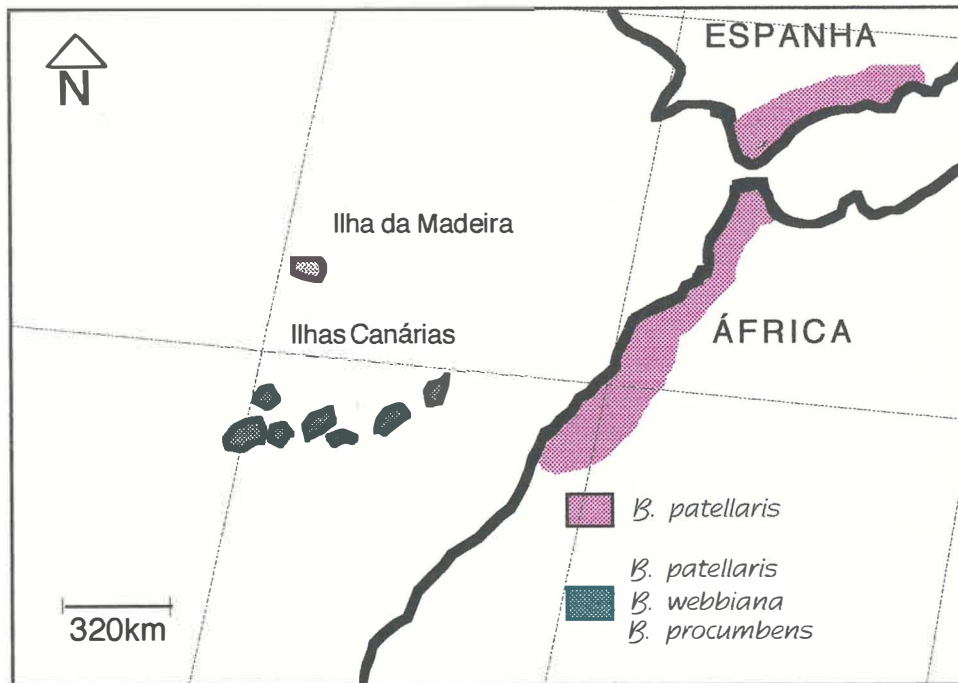 ESPANHA
N
Ilha da Madeira
Ilhas Canárias
ÁFRICA
B. patellaris
B. patellaris
B. webbiana
B. procumbens
320km